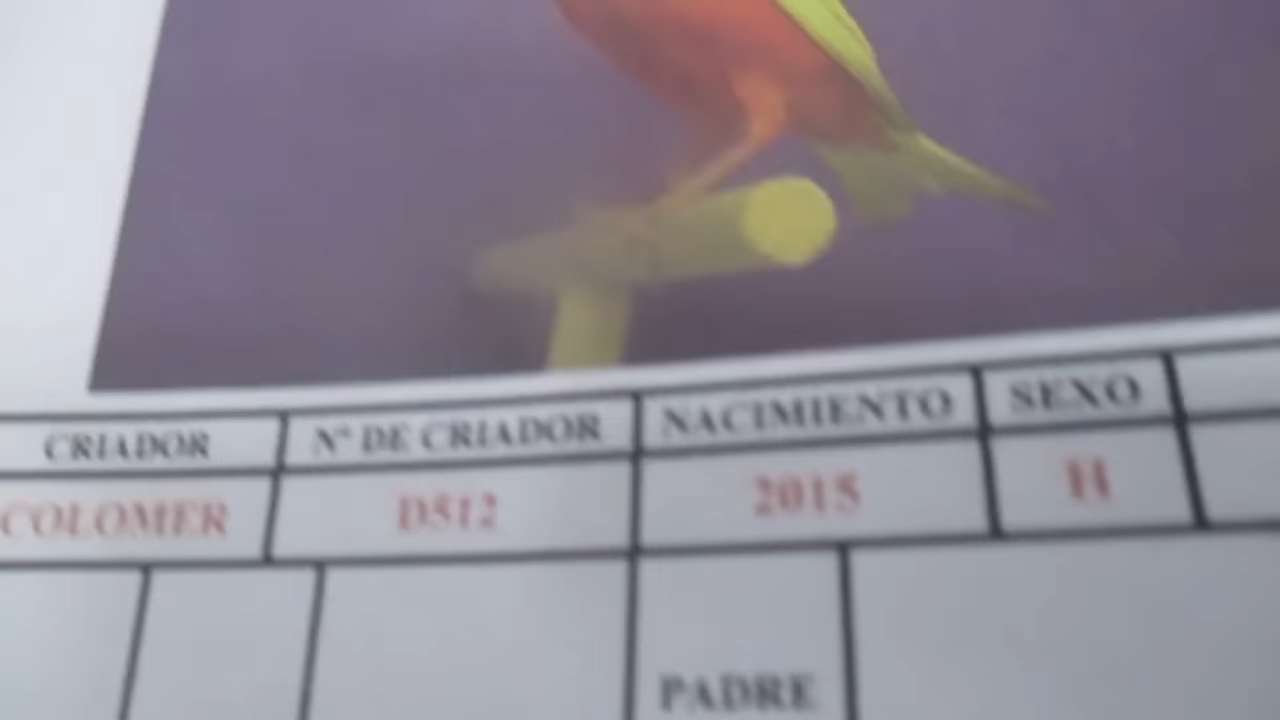 CRIADOR Nº DE CRIADOR NACIMIENTO SEXO
COLOMER D512 2015 H
PADRE